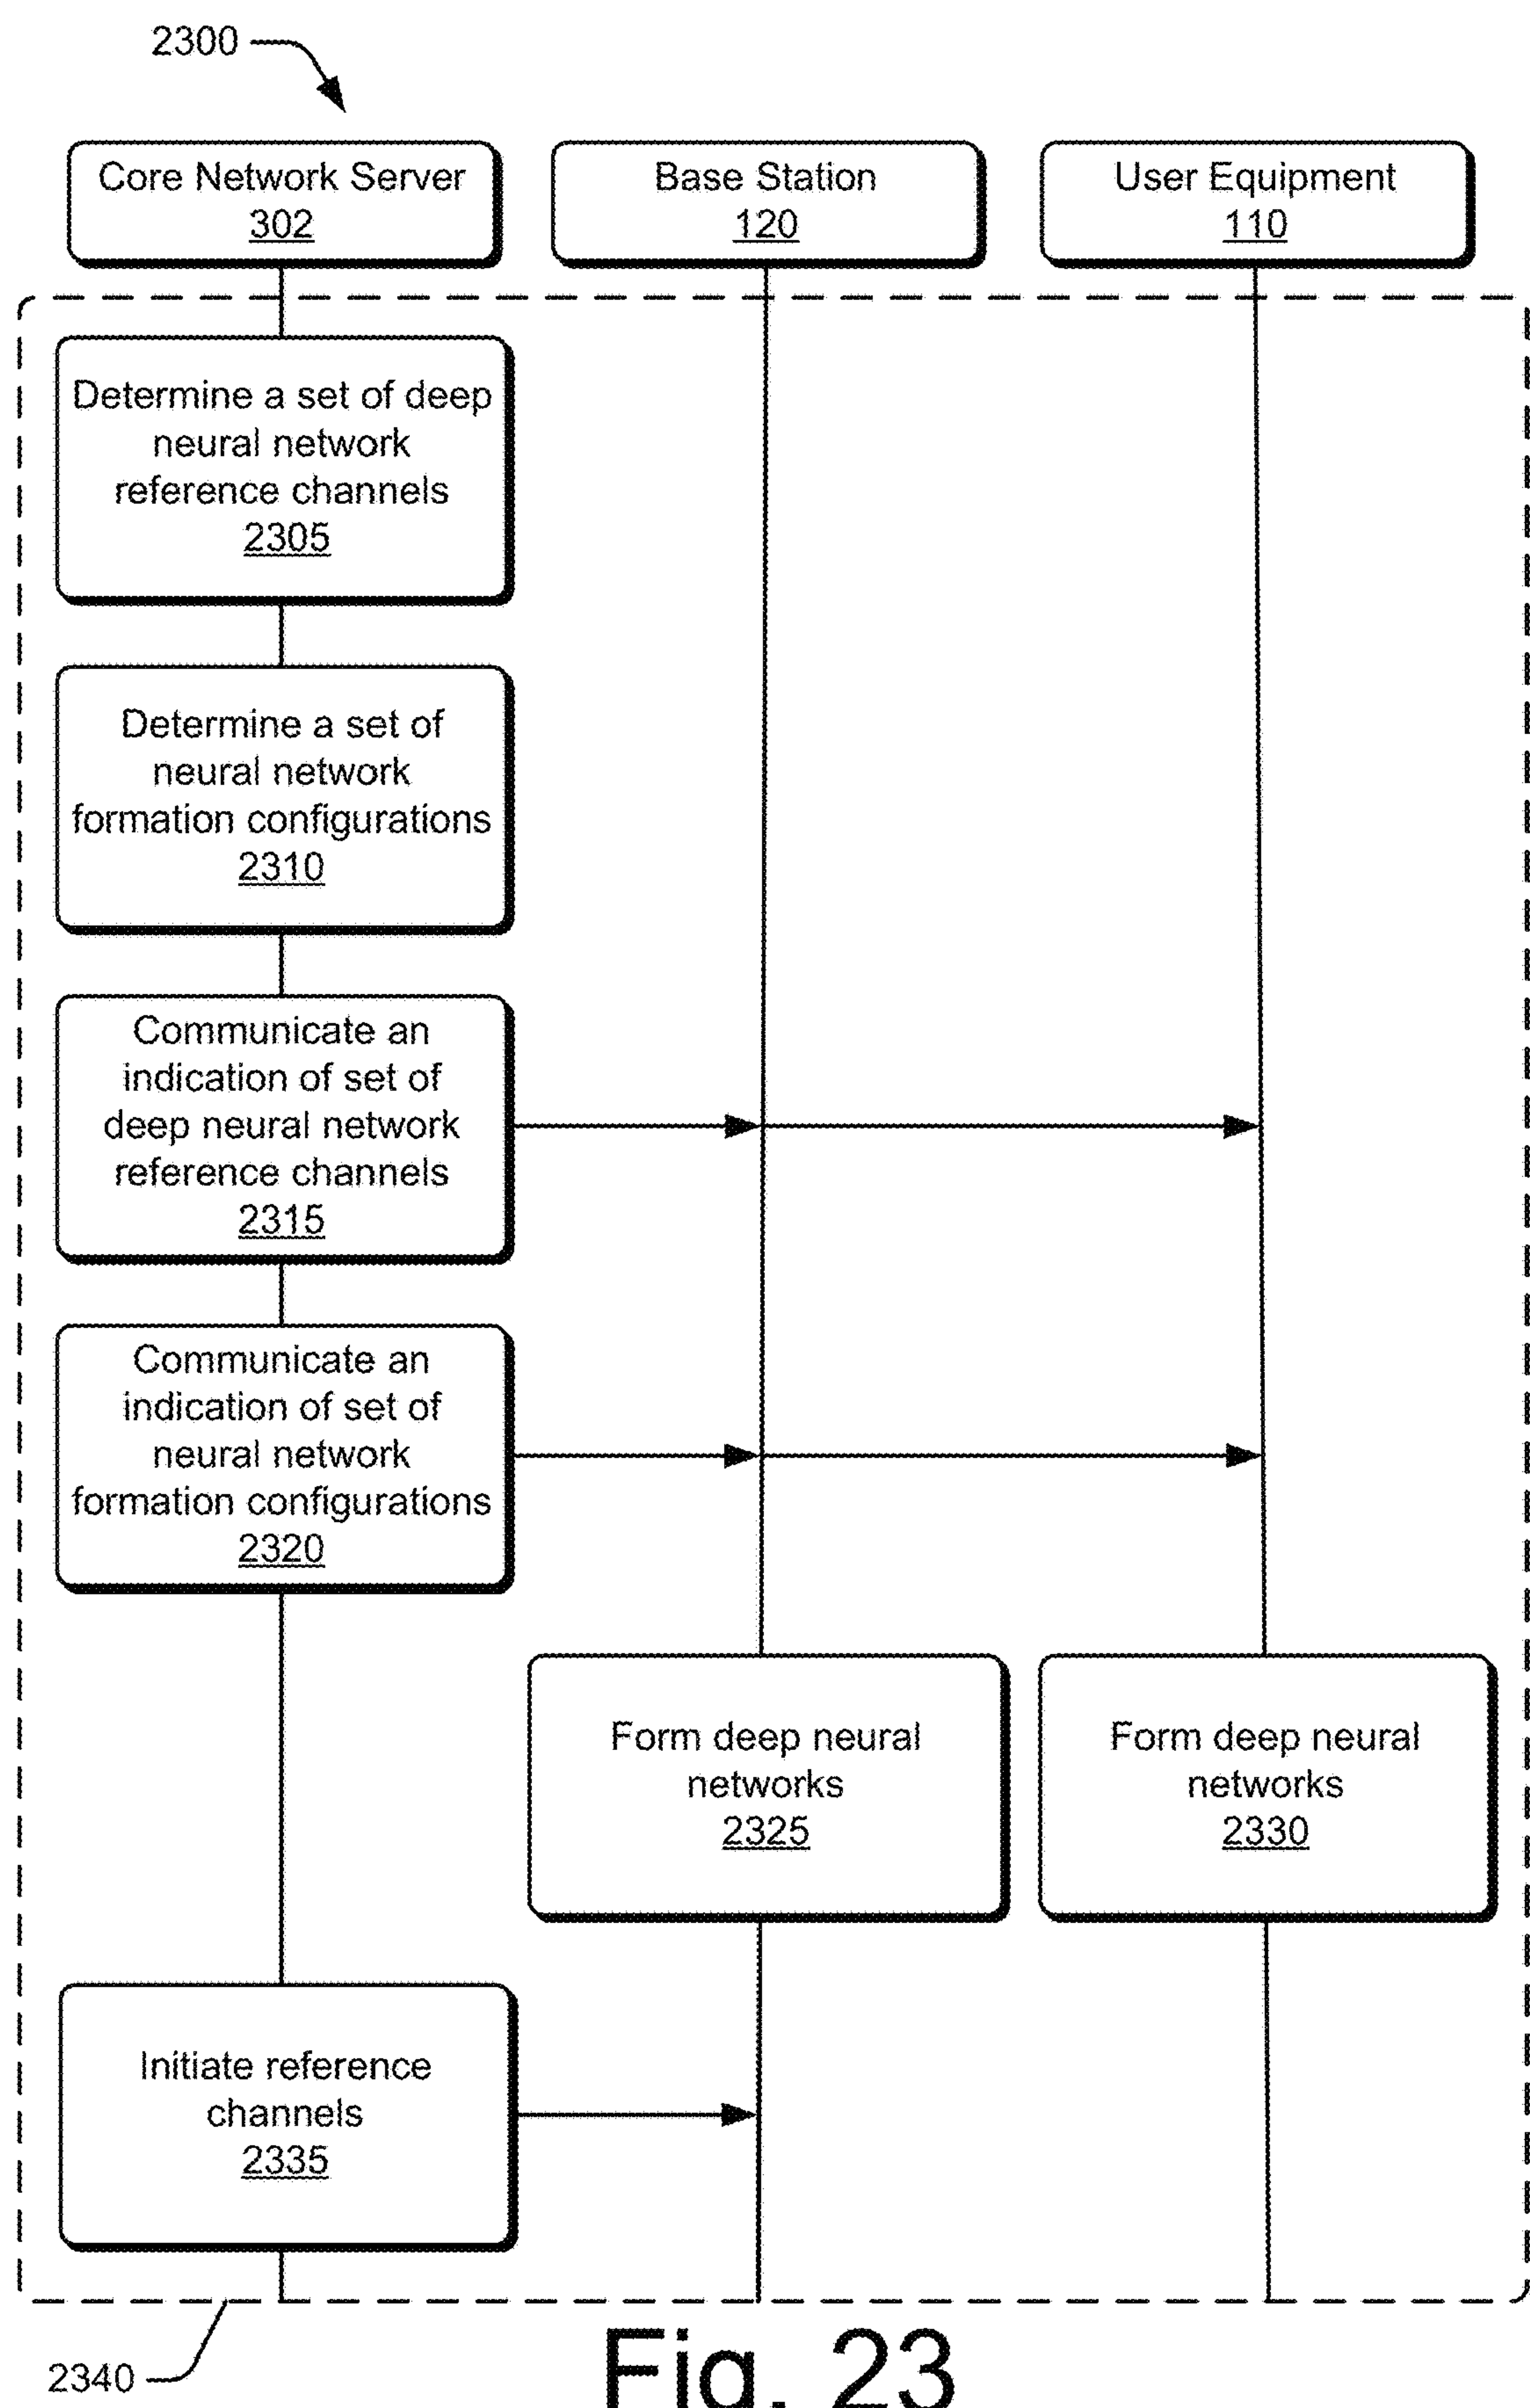 2300
Core Network Server
302
Base Station
120
User Equipment
110
Determine a set of deep
neural network
reference channels
2305
Determine a set of
neural network
formation configurations
2310
Communicate an
indication of set of
deep neural network
reference channels
2315
Communicate an
indication of set of
neural network
formation configurations
2320
Form deep neural
networks
2325
Form deep neural
networks
2330
Initiate reference
channels
2335
2340
Fig. 23